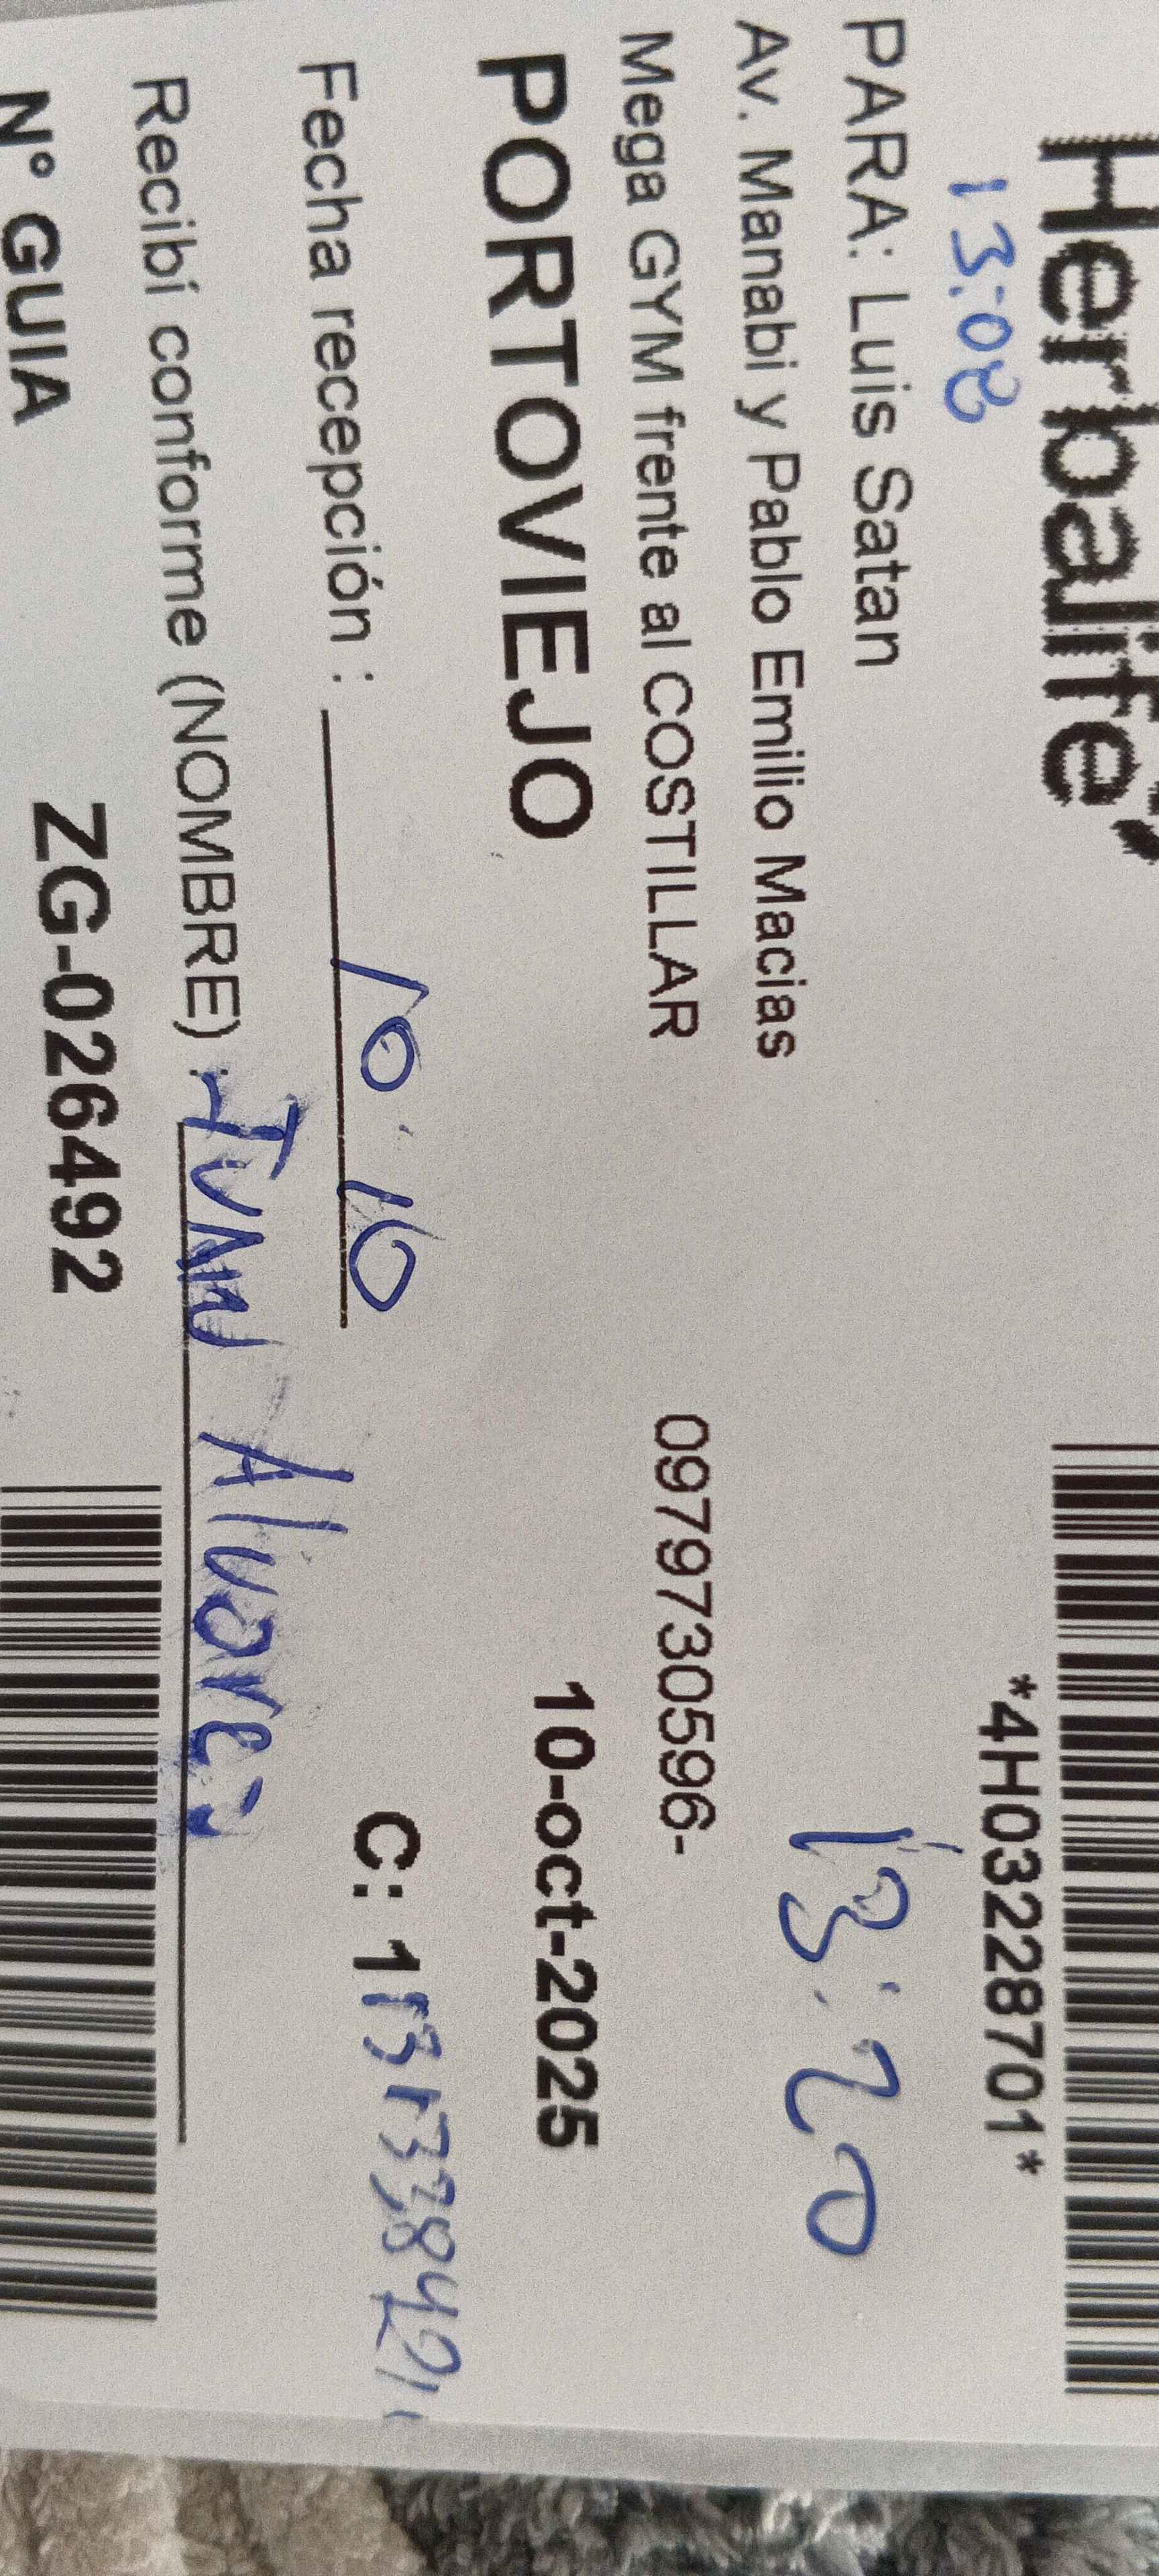 Herbalife
*4H03228701*
13:08
13:20
PARA: Luis Satan
Av. Manabi y Pablo Emilio Macias
Mega GYM frente al COSTILLAR
0979730596-
PORTOVIEJO
10-oct-2025
Fecha recepción : 10 · 10
C: 1
Recibí conforme (NOMBRE) :
N° GUIA ZG-026492